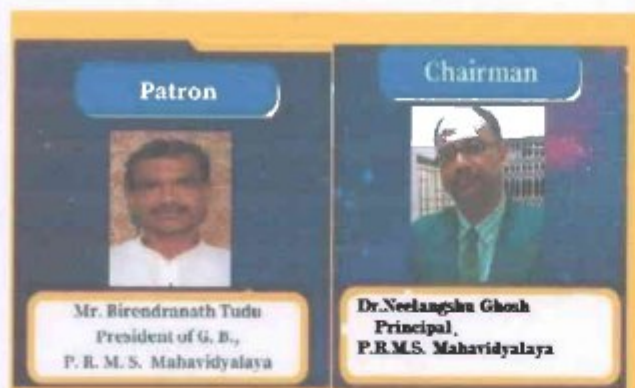 Patron
Mr. Birendranath Tudu
President of G. B.,
P. R. M. S. Mahavidyalaya
Chairman
Dr.Neelangshu Ghosh
Principal,
P.R.M.S. Mahavidyalaya